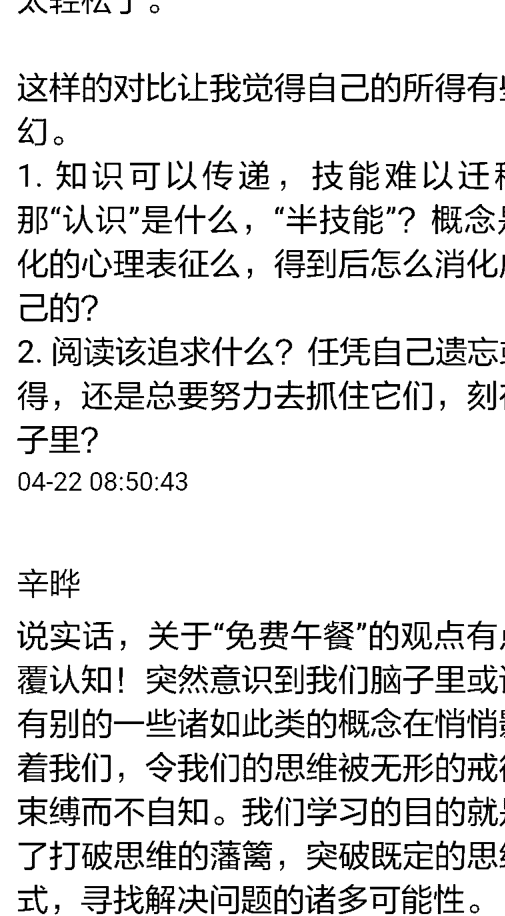 太轻松了。
这样的对比让我觉得自己的所得有
幻。
1. 知识可以传递，技能难以迁
那“认识”是什么，“半技能”？概念
化的心理表征么，得到后怎么消化
己的？
2. 阅读该追求什么？任凭自己遗忘
得，还是总要努力去抓住它们，刻
子里？
04-22 08:50:43
辛晔
说实话，关于“免费午餐”的观点有
覆认知！突然意识到我们脑子里或
有别的一些诸如此类的概念在悄悄
着我们，令我们的思维被无形的戒
束缚而不自知。我们学习的目的就
了打破思维的藩篱，突破既定的思
式，寻找解决问题的诸多可能性。